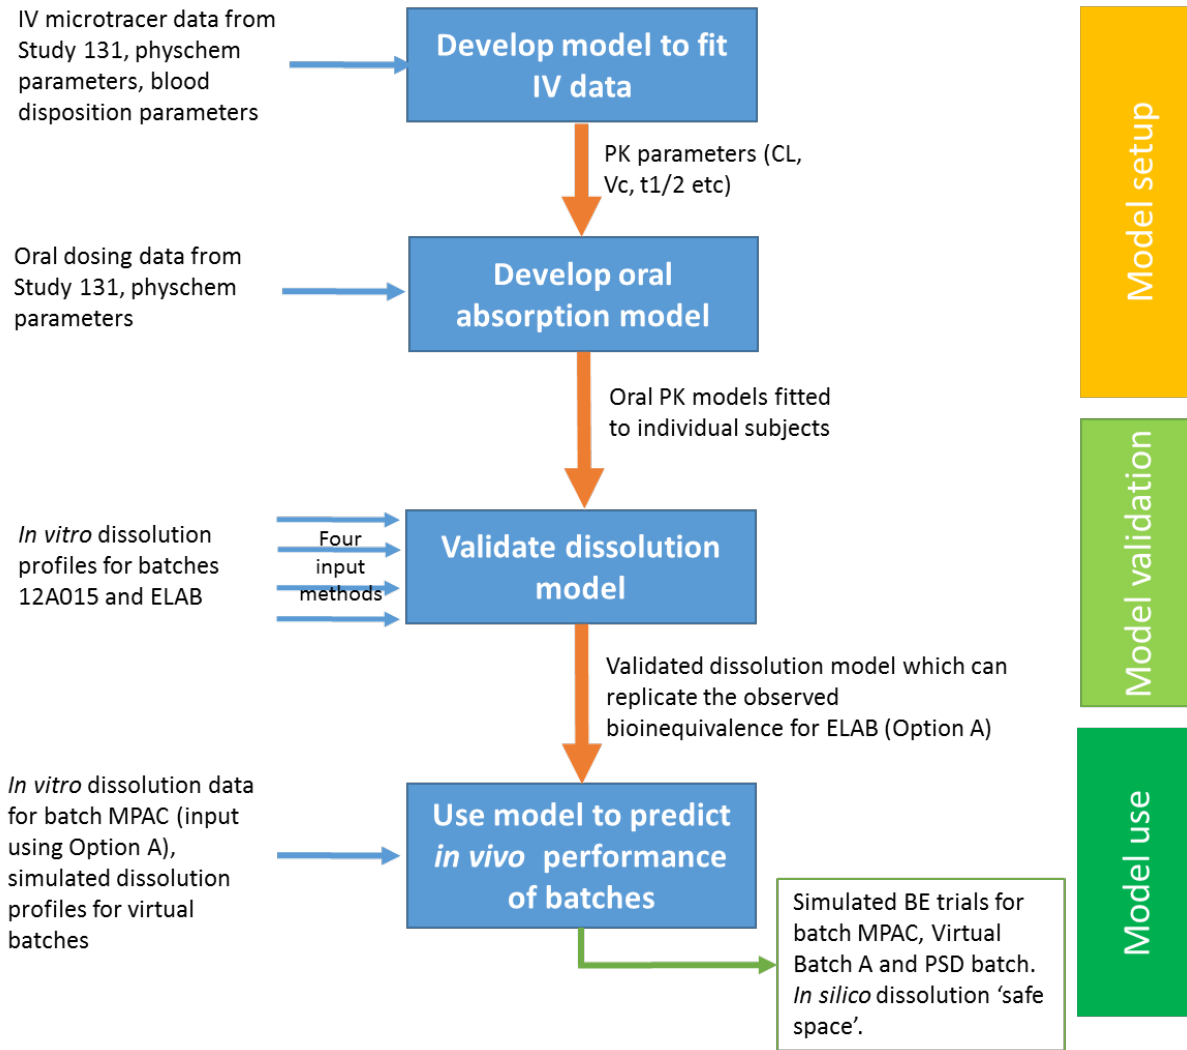 IV microtracer data from
Study 131, physchem
parameters, blood
disposition parameters
Develop model to fit
IV data
PK parameters (CL,
Vc, t1/2 etc)
Model setup
Oral dosing data from
Study 131, physchem
parameters
Develop oral
absorption model
Oral PK models fitted
to individual subjects
Model validation
In vitro dissolution
profiles for batches
12A015 and ELAB
Four
input
methods
Validate dissolution
model
Validated dissolution model which can
replicate the observed
bioinequivalence for ELAB (Option A)
Model use
In vitro dissolution data
for batch MPAC (input
using Option A),
simulated dissolution
profiles for virtual
batches
Use model to predict
in vivo performance
of batches
Simulated BE trials for
batch MPAC, Virtual
Batch A and PSD batch.
In silico dissolution ‘safe
space’.